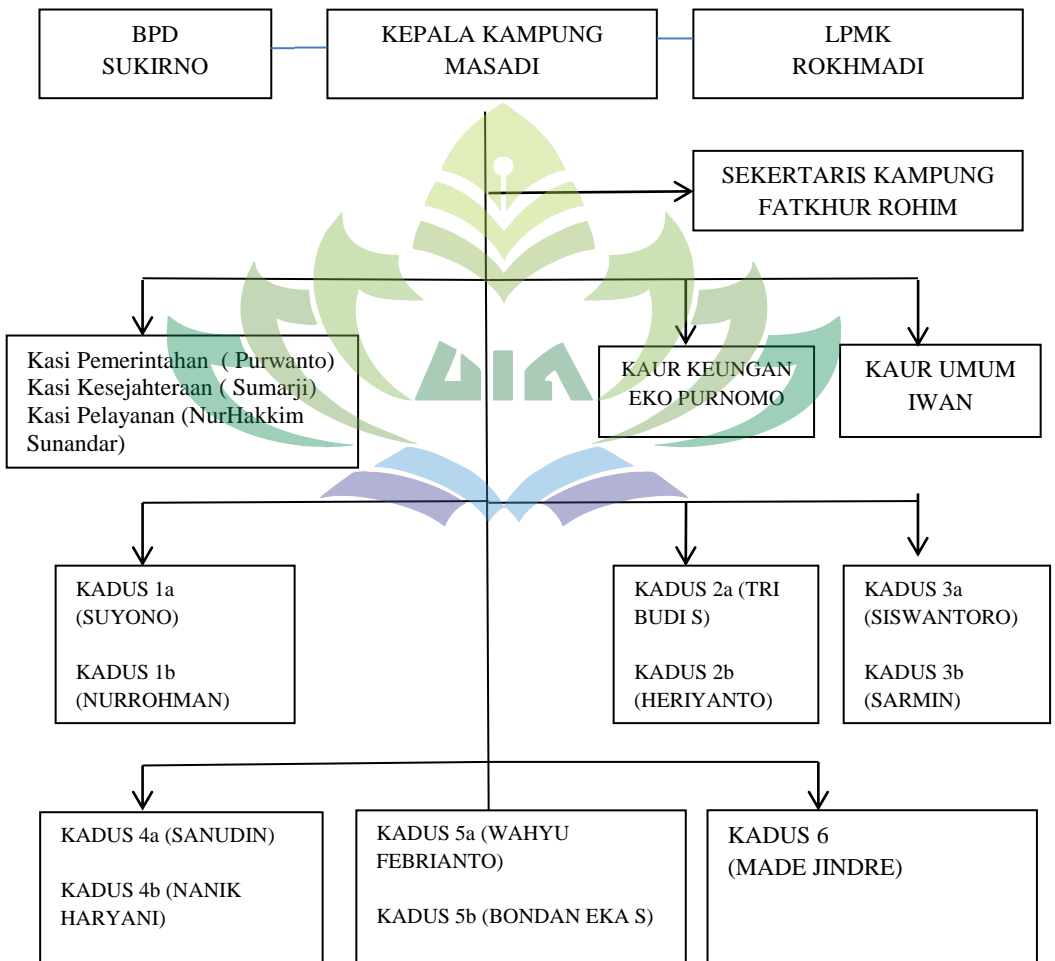 BPD
SUKIRNO
KEPALA KAMPUNG
MASADI
LPMK
ROKHMADI
SEKERTARIS KAMPUNG
FATKHUR ROHIM
Kasi Pemerintahan ( Purwanto)
Kasi Kesejahteraan ( Sumarji)
Kasi Pelayanan (NurHakkim
Sunandar)
KAUR KEUNGAN
EKO PURNOMO
KAUR UMUM
IWAN
UIN
KADUS 1a
(SUYONO)
KADUS 1b
(NURROHMAN)
KADUS 2a (TRI
BUDI S)
KADUS 2b
(HERIYANTO)
KADUS 3a
(SISWANTORO)
KADUS 3b
(SARMIN)
KADUS 4a (SANUDIN)
KADUS 4b (NANIK
HARYANI)
KADUS 5a (WAHYU
FEBRIANTO)
KADUS 5b (BONDAN EKA S)
KADUS 6
(MADE JINDRE)